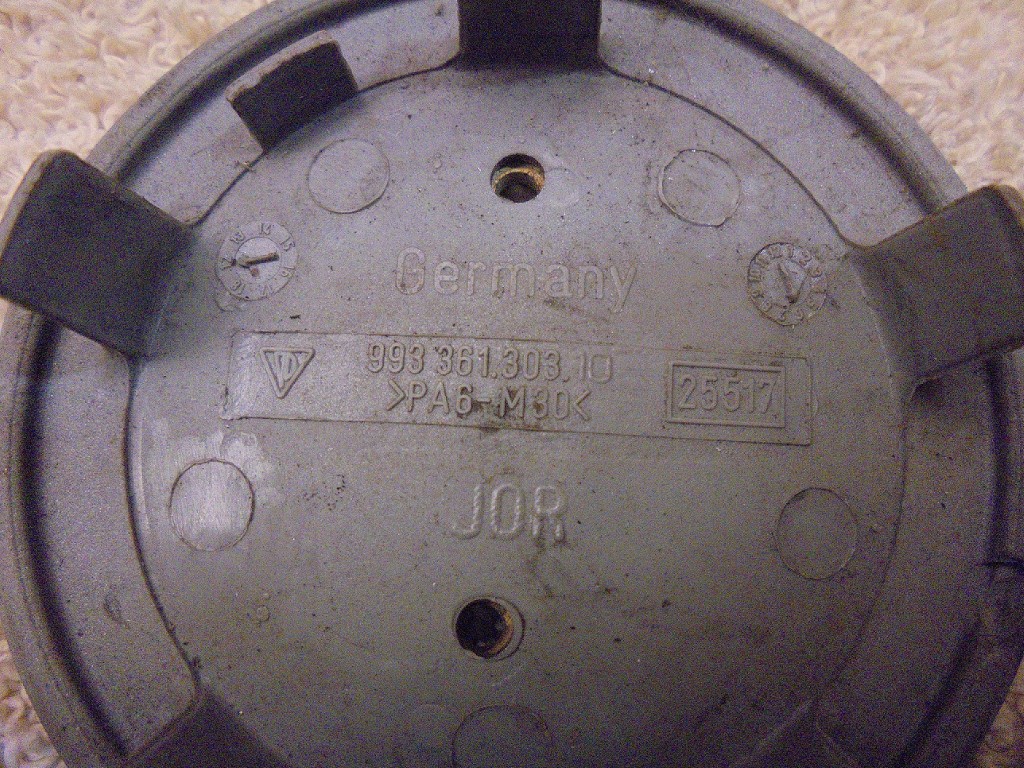 Germany
993 361.303.10
>PA6-M30<
25517
JOR